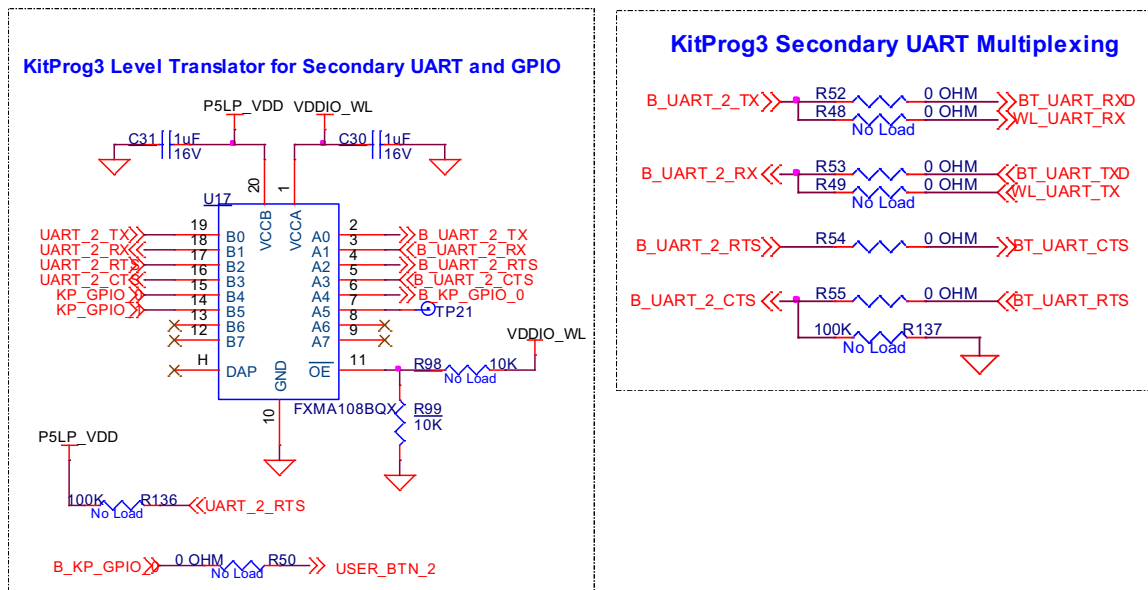 KitProg3 Level Translator for Secondary UART and GPIO
P5LP_VDD
VDDIO_WL
C31
1uF
16V
C30
1uF
16V
20
1
U17
VCCB
VCCA
UART_2_TX
19
B0
A0
2
B_UART_2_TX
UART_2_RX
18
B1
A1
3
B_UART_2_RX
UART_2_RTS
17
B2
A2
4
B_UART_2_RTS
UART_2_CTS
16
B3
A3
5
B_UART_2_CTS
KP_GPIO_0
15
B4
A4
6
B_KP_GPIO_0
KP_GPIO_
14
B5
A5
7
TP21
13
B6
A6
8
12
B7
A7
9
VDDIO_WL
H
DAP
GND
OE
11
R98
10K
No Load
10
FXMA108BQX
R99
10K
P5LP_VDD
100K
R136
No Load
UART_2_RTS
B_KP_GPIO_0
0 OHM
R50
No Load
USER_BTN_2
KitProg3 Secondary UART Multiplexing
B_UART_2_TX
R52
0 OHM
BT_UART_RXD
R48
0 OHM
WL_UART_RX
No Load
B_UART_2_RX
R53
0 OHM
BT_UART_TXD
R49
0 OHM
WL_UART_TX
No Load
B_UART_2_RTS
R54
0 OHM
BT_UART_CTS
B_UART_2_CTS
R55
0 OHM
BT_UART_RTS
100K
R137
No Load